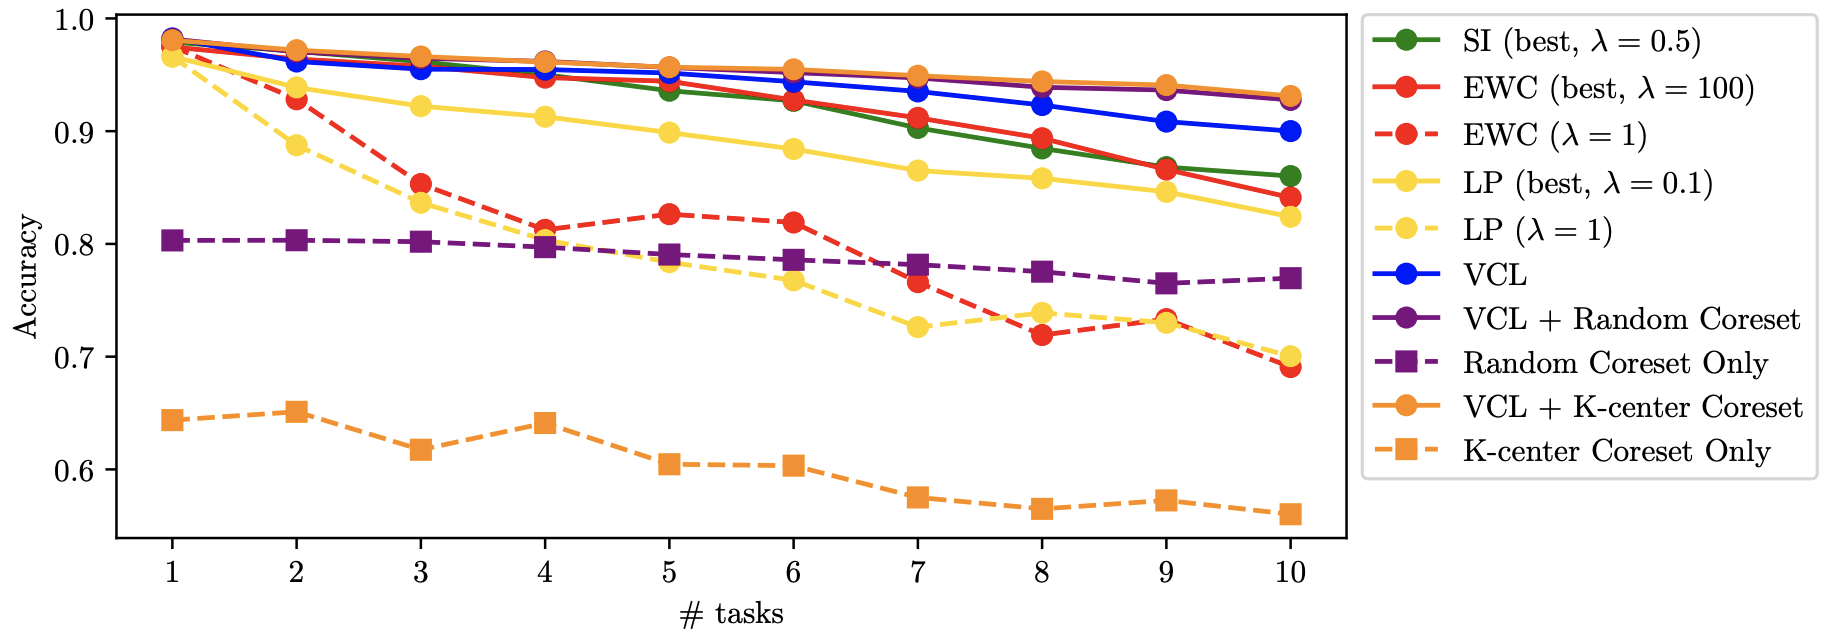 1.0
0.9
0.8
0.7
0.6
Accuracy
1 2 3 4 5 6 7 8 9 10
# tasks
SI (best, λ = 0.5)
EWC (best, λ = 100)
EWC (λ = 1)
LP (best, λ = 0.1)
LP (λ = 1)
VCL
VCL + Random Coreset
Random Coreset Only
VCL + K-center Coreset
K-center Coreset Only